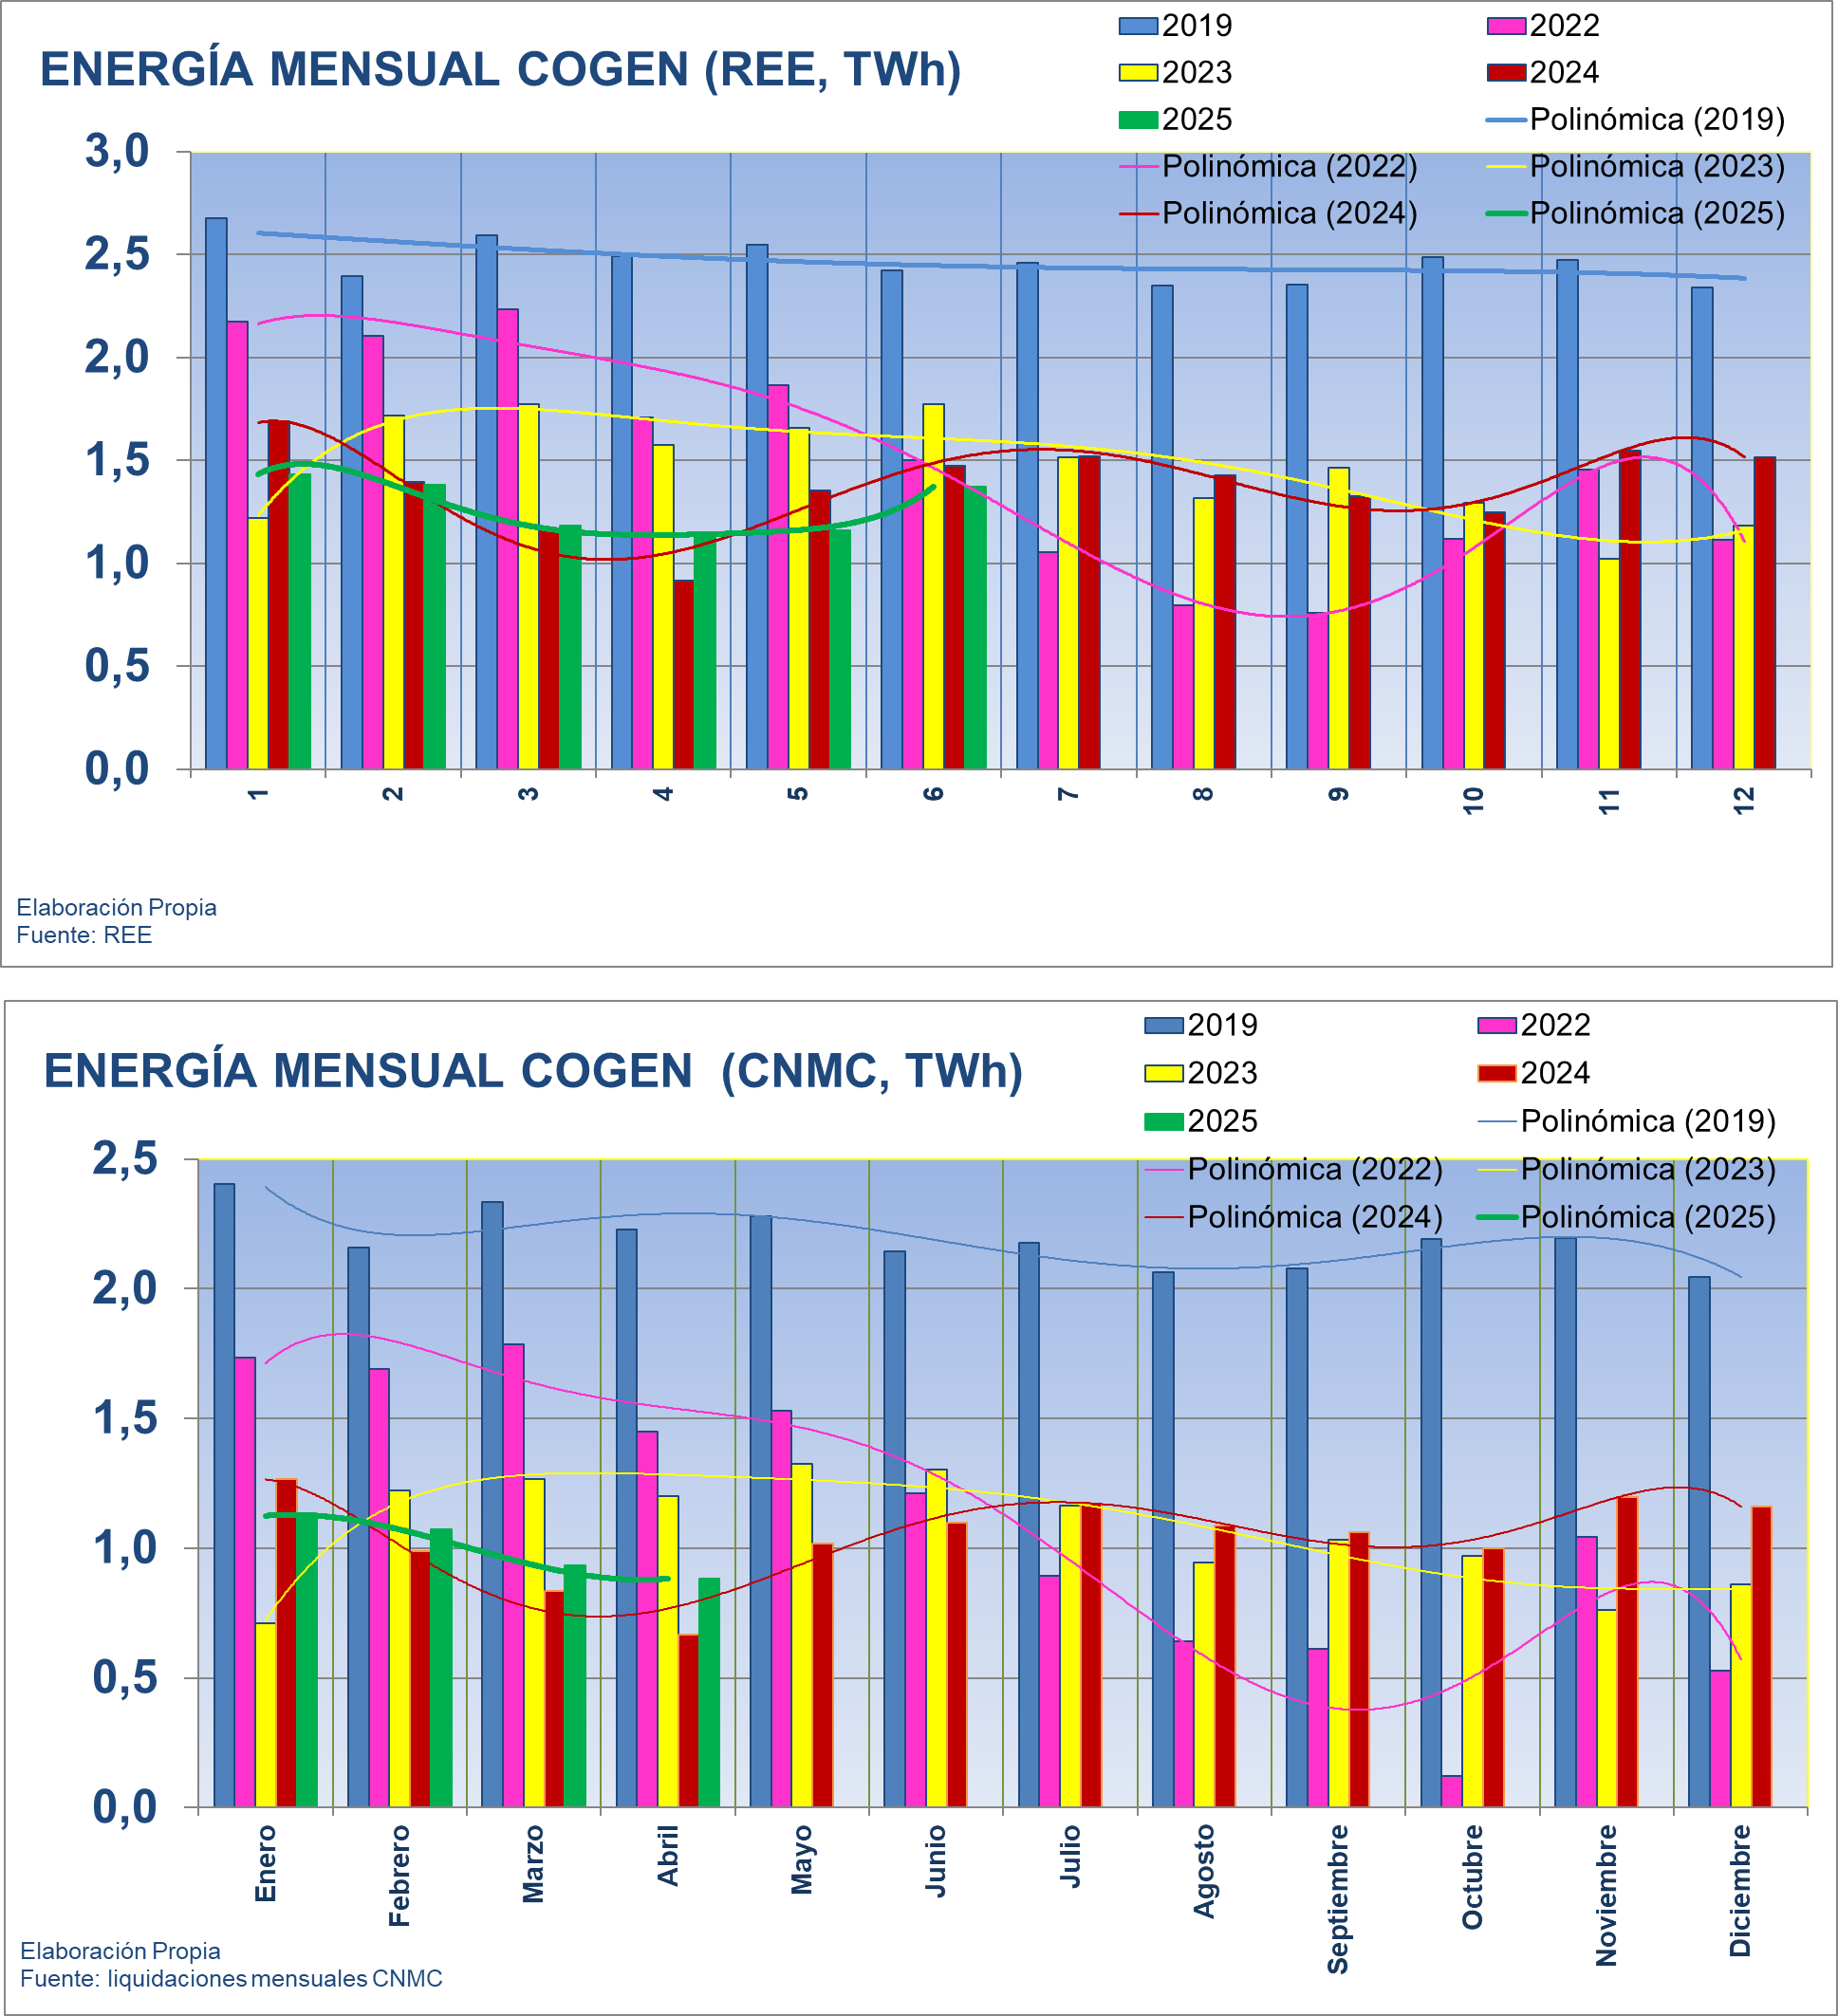 ENERGÍA MENSUAL COGEN (REE, TWh)
2019
2022
2023
2024
2025
Polinómica (2019)
Polinómica (2022)
Polinómica (2023)
Polinómica (2024)
Polinómica (2025)
3,0
2,5
2,0
1,5
1,0
0,5
0,0
1
2
3
4
5
6
7
8
9
10
11
12
Elaboración Propia
Fuente: REE
ENERGÍA MENSUAL COGEN (CNMC, TWh)
2019
2022
2023
2024
2025
Polinómica (2019)
Polinómica (2022)
Polinómica (2023)
Polinómica (2024)
Polinómica (2025)
2,5
2,0
1,5
1,0
0,5
0,0
Enero
Febrero
Marzo
Abril
Mayo
Junio
Julio
Agosto
Septiembre
Octubre
Noviembre
Diciembre
Elaboración Propia
Fuente: liquidaciones mensuales CNMC